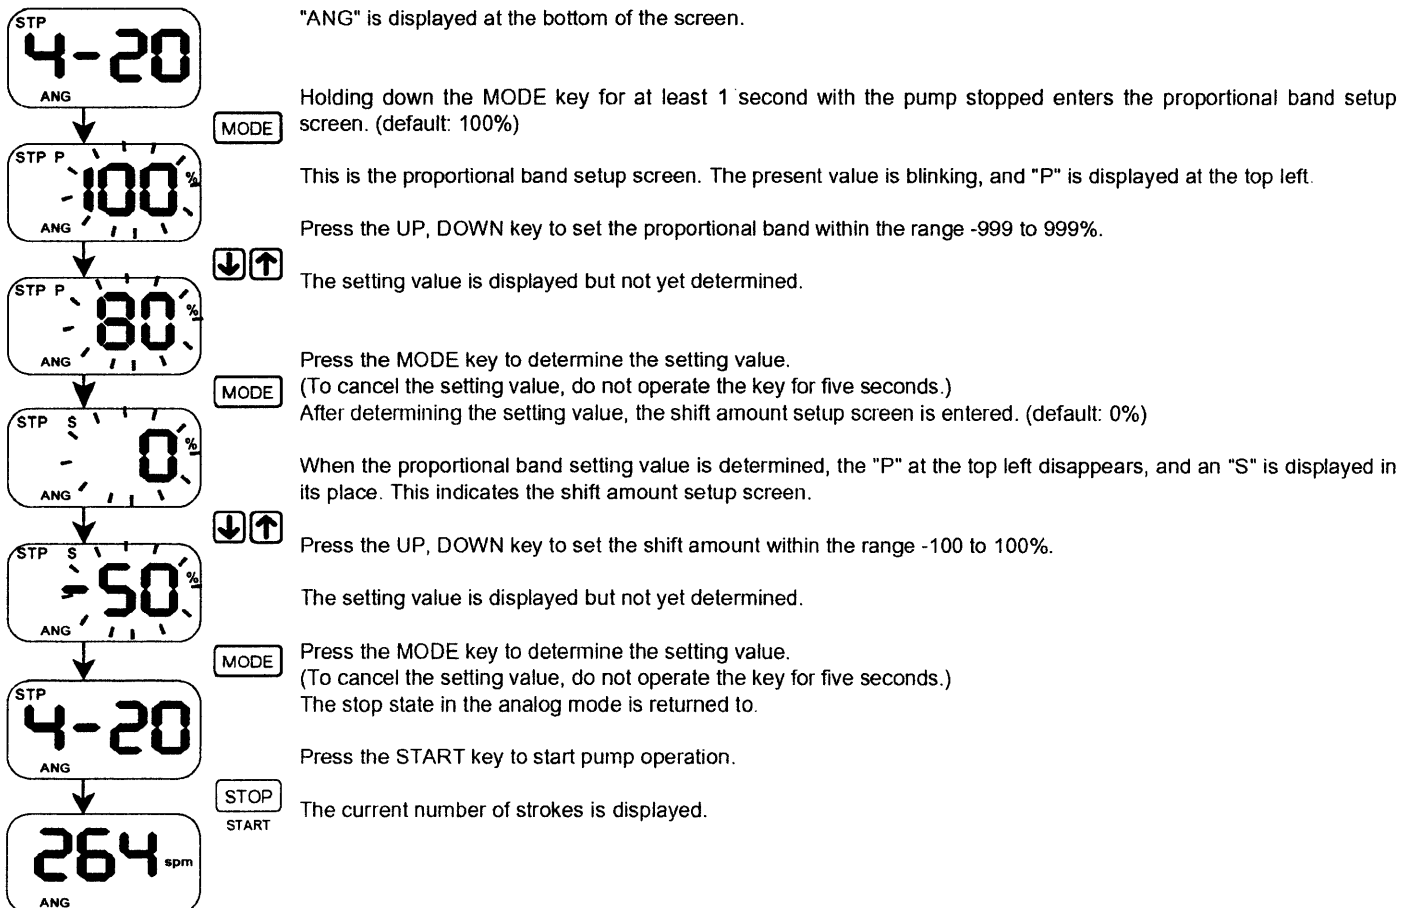 STP
4-20
ANG
"ANG" is displayed at the bottom of the screen.
MODE
Holding down the MODE key for at least 1 second with the pump stopped enters the proportional band setup
screen. (default: 100%)
STP P
100 %
ANG
This is the proportional band setup screen. The present value is blinking, and "P" is displayed at the top left.
Press the UP, DOWN key to set the proportional band within the range -999 to 999%.
↓↑
STP P
80 %
ANG
The setting value is displayed but not yet determined.
MODE
Press the MODE key to determine the setting value.
(To cancel the setting value, do not operate the key for five seconds.)
After determining the setting value, the shift amount setup screen is entered. (default: 0%)
STP S
0 %
ANG
When the proportional band setting value is determined, the "P" at the top left disappears, and an "S" is displayed in
its place. This indicates the shift amount setup screen.
↓↑
Press the UP, DOWN key to set the shift amount within the range -100 to 100%.
STP S
-50 %
ANG
The setting value is displayed but not yet determined.
MODE
Press the MODE key to determine the setting value.
(To cancel the setting value, do not operate the key for five seconds.)
The stop state in the analog mode is returned to.
STP
4-20
ANG
Press the START key to start pump operation.
STOP
START
The current number of strokes is displayed.
264 spm
ANG